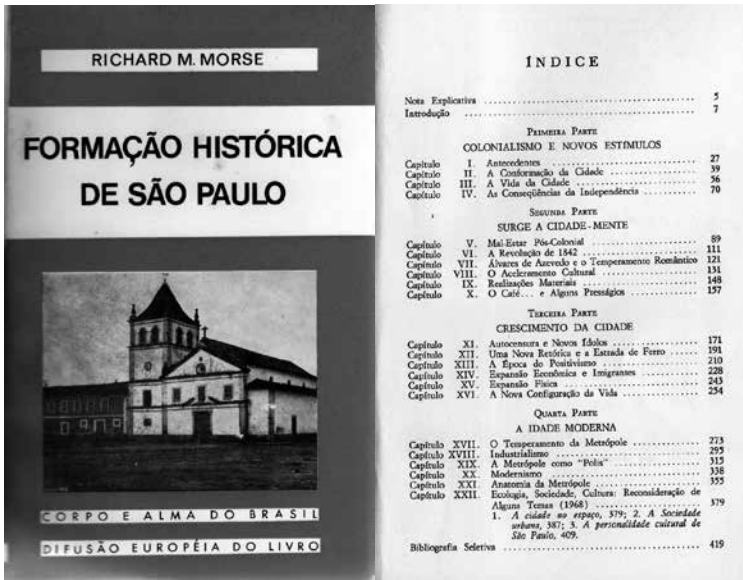 RICHARD M. MORSE
FORMAÇÃO HISTÓRICA
DE SÃO PAULO
CORPO E ALMA DO BRASIL
DIFUSÃO EUROPÉIA DO LIVRO
ÍNDICE
Nota Explicativa ........ 5
Introdução ........ 7
PRIMEIRA PARTE
COLONIALISMO E NOVOS ESTÍMULOS
Capítulo I. Antecedentes ........ 27
Capítulo II. A Conformação da Cidade ........ 39
Capítulo III. A Vida da Cidade ........ 56
Capítulo IV. As Conseqüências da Independência ........ 70
SEGUNDA PARTE
SURGE A CIDADE-MENTE
Capítulo V. Mal-Estar Pós-Colonial ........ 89
Capítulo VI. A Revolução de 1842 ........ 111
Capítulo VII. Álvares de Azevedo e o Temperamento Romântico 121
Capítulo VIII. O Aceleramento Cultural ........ 131
Capítulo IX. Realizações Materiais ........ 148
Capítulo X. O Café... e Alguns Presságios ........ 157
TERCEIRA PARTE
CRESCIMENTO DA CIDADE
Capítulo XI. Autocensura e Novos Ídolos ........ 171
Capítulo XII. Uma Nova Retórica e a Estrada de Ferro ...... 191
Capítulo XIII. A Época do Positivismo ........ 210
Capítulo XIV. Expansão Econômica e Imigrantes ........ 228
Capítulo XV. Expansão Física ........ 243
Capítulo XVI. A Nova Configuração da Vida ........ 254
QUARTA PARTE
A IDADE MODERNA
Capítulo XVII. O Temperamento da Metrópole ........ 273
Capítulo XVIII. Industrialismo ........ 295
Capítulo XIX. A Metrópole como "Polis" ........ 315
Capítulo XX. Modernismo ........ 338
Capítulo XXI. Anatomia da Metrópole ........ 355
Capítulo XXII. Ecologia, Sociedade, Cultura: Reconsideração de
Alguns Temas (1968) ........ 379
1. A cidade no espaço, 379; 2. A Sociedade
urbana, 387; 3. A personalidade cultural de
São Paulo, 409.
Bibliografia Seletiva ........ 419